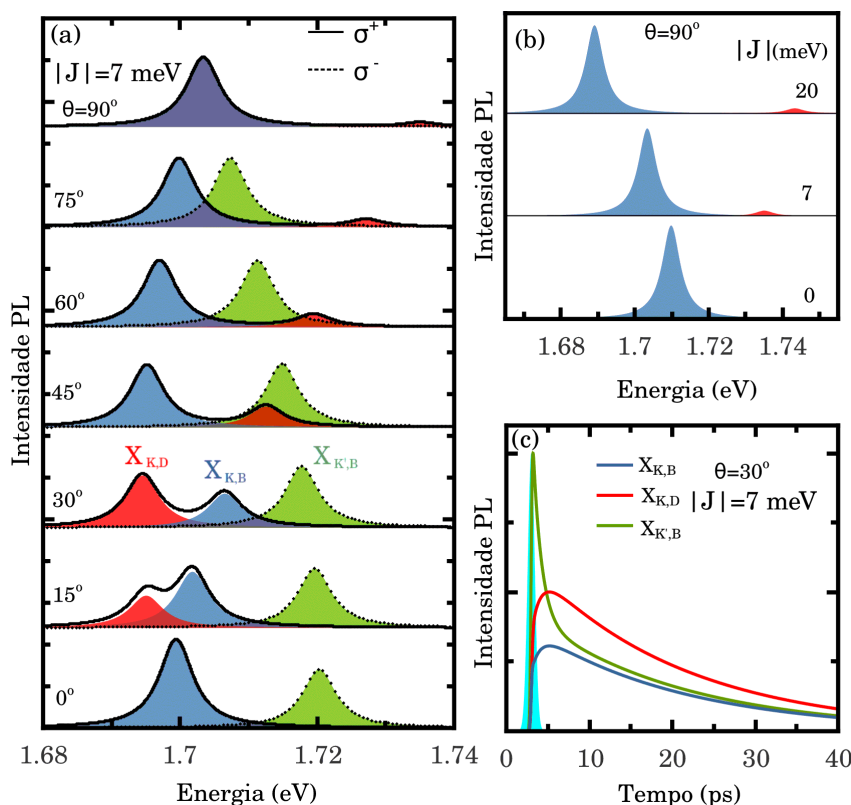 (a)
σ⁺
σ⁻
|J|=7 meV
θ=90°
75°
60°
45°
X_K,D
X_K,B
X_K',B
30°
15°
0°
1.68
1.7
1.72
1.74
Energia (eV)
Intensidade PL
(b)
θ=90°
|J|(meV)
20
7
0
1.68
1.7
1.72
1.74
Energia (eV)
Intensidade PL
(c)
X_K,B
X_K,D
X_K',B
θ=30°
|J|=7 meV
0
10
20
30
40
Tempo (ps)
Intensidade PL